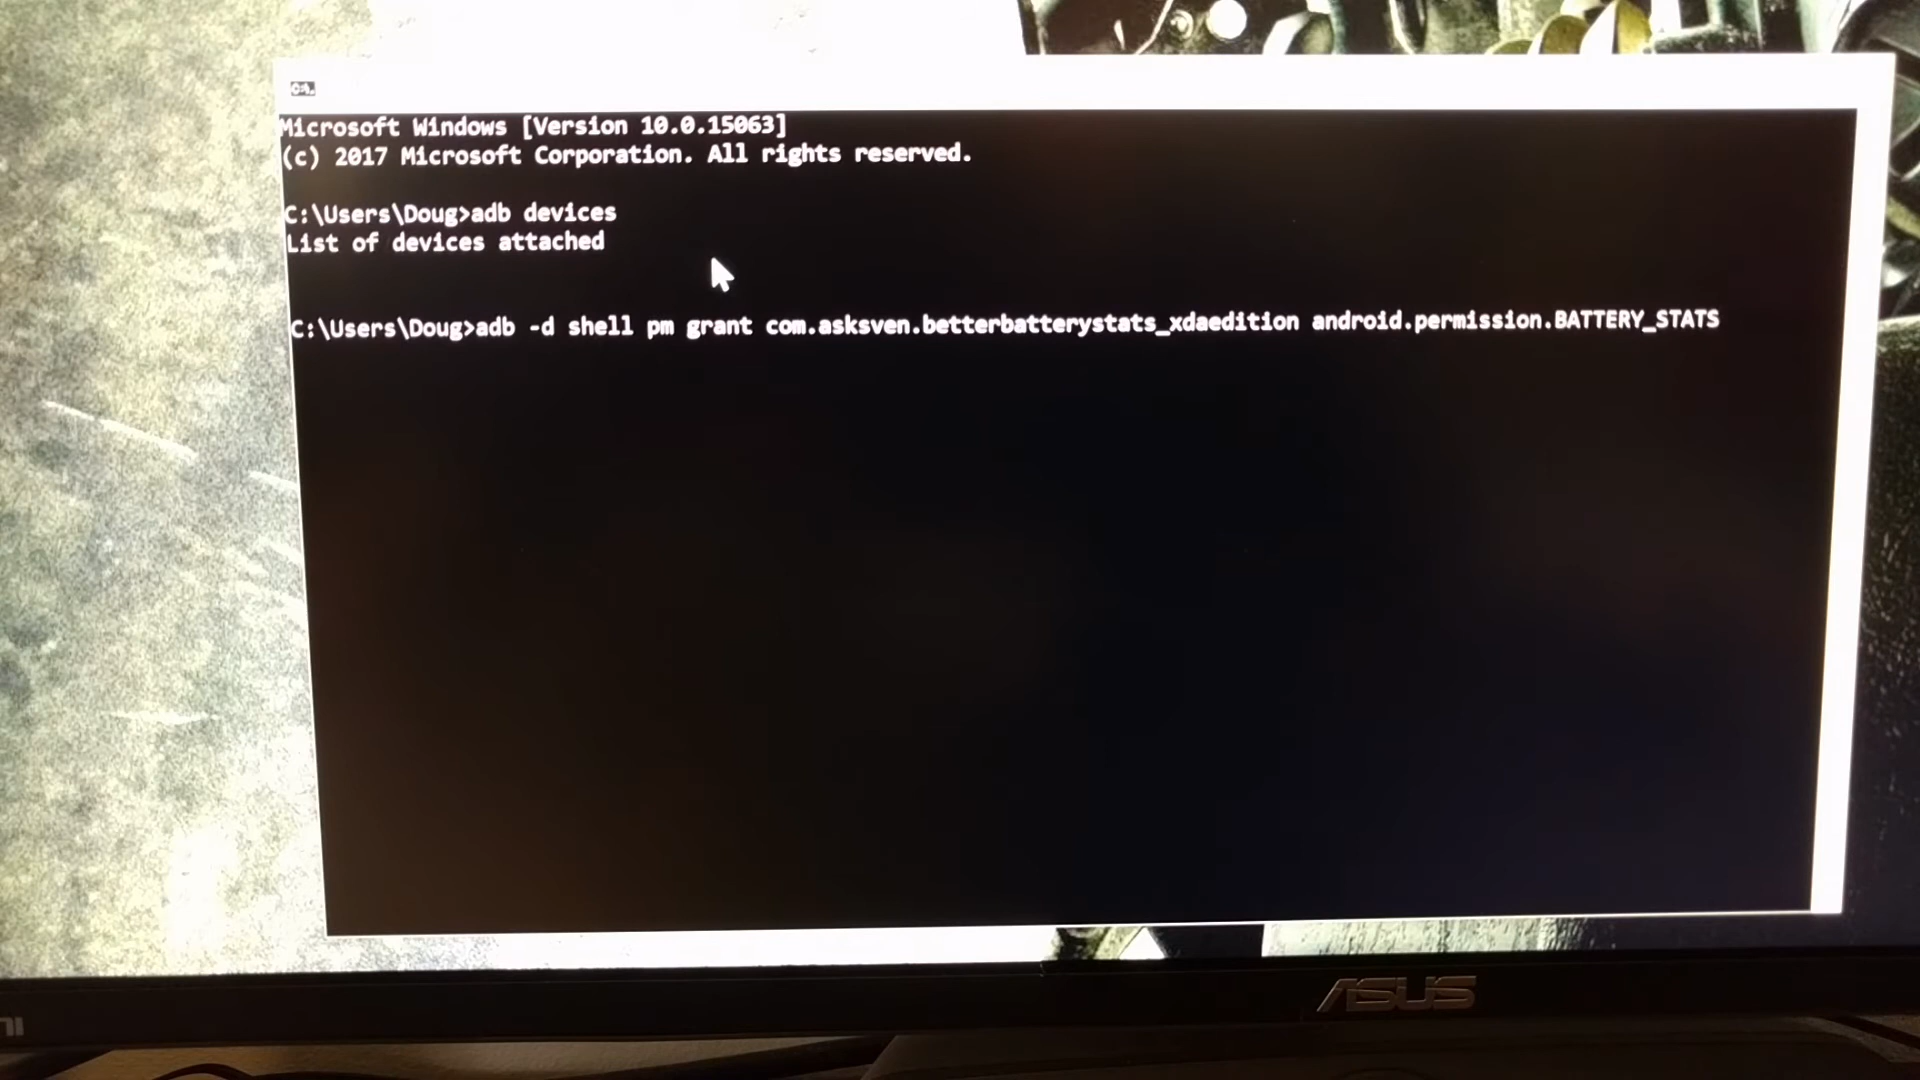 C:\.
Microsoft Windows [Version 10.0.15063]
(c) 2017 Microsoft Corporation. All rights reserved.
C:\Users\Doug>adb devices
List of devices attached
C:\Users\Doug>adb -d shell pm grant com.asksven.betterbatterystats_xdaedition android.permission.BATTERY_STATS
ASUS